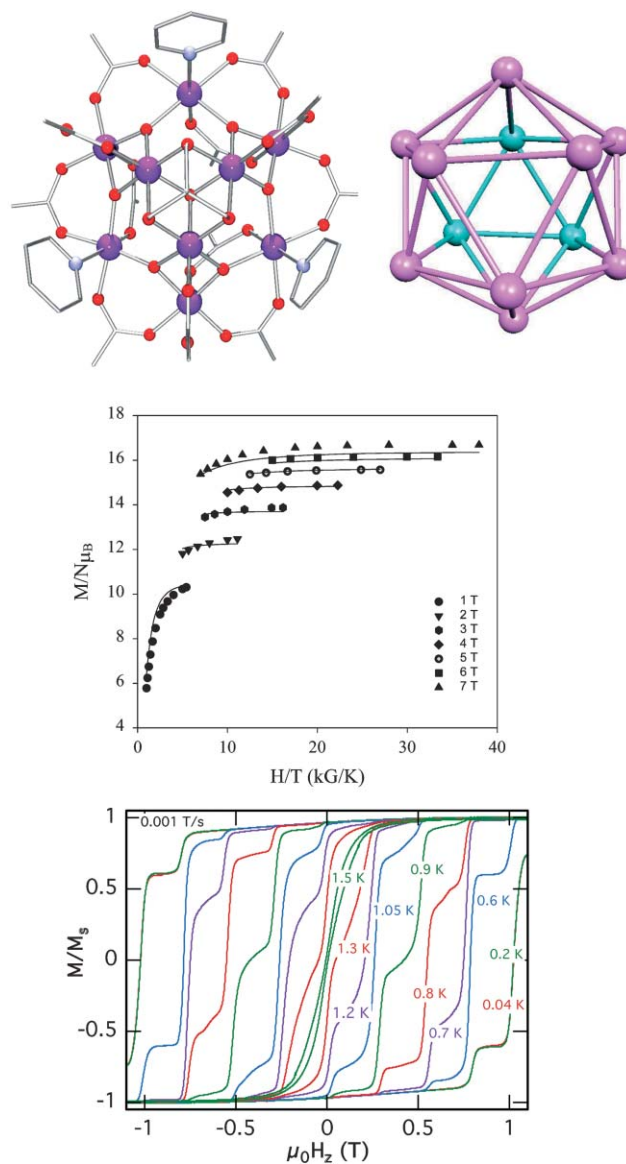 M/NμB
18
16
14
12
10
8
6
4
1 T
2 T
3 T
4 T
5 T
6 T
7 T
0
10
20
30
40
H/T (kG/K)
M/Ms
1
0.5
0
-0.5
-1
0.001 T/s
1.5 K
0.9 K
1.05 K
0.6 K
1.3 K
0.2 K
1.2 K
0.8 K
0.04 K
0.7 K
-1
-0.5
0
0.5
1
μ0Hz (T)